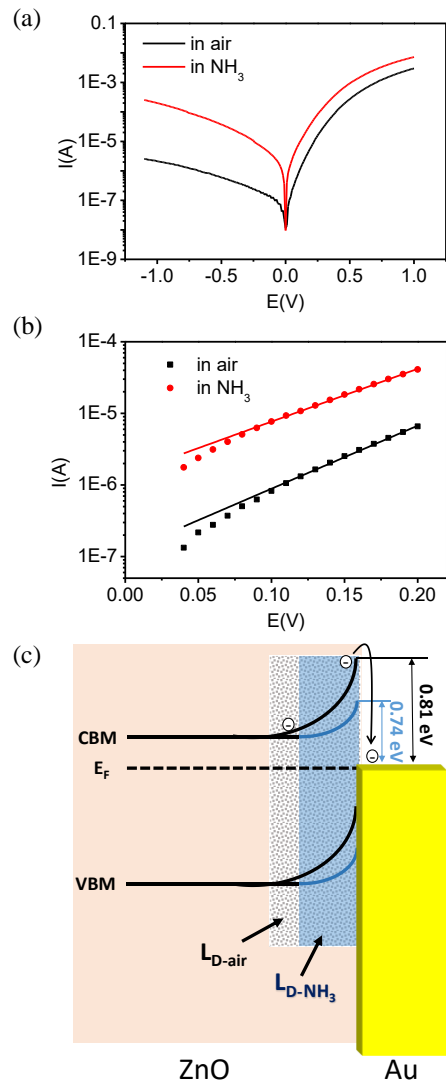 (a)
0.1
1E-3
1E-5
1E-7
1E-9
I(A)
in air
in NH3
-1.0
-0.5
0.0
0.5
1.0
E(V)
(b)
1E-4
1E-5
1E-6
1E-7
I(A)
in air
in NH3
0.00
0.05
0.10
0.15
0.20
E(V)
(c)
0.81 eV
0.74 eV
CBM
EF
VBM
LD-air
LD-NH3
ZnO
Au